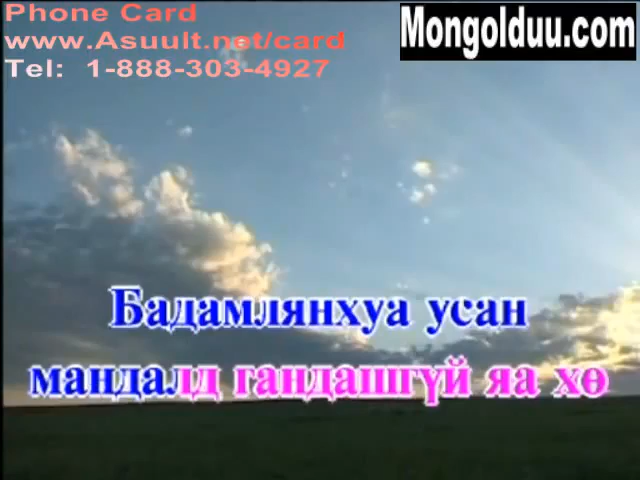 Phone Card
www.Asuult.net/card
Tel: 1-888-303-4927
Mongolduu.com
Бадамлянхуа усан
мандалд гандашгүй яа хө